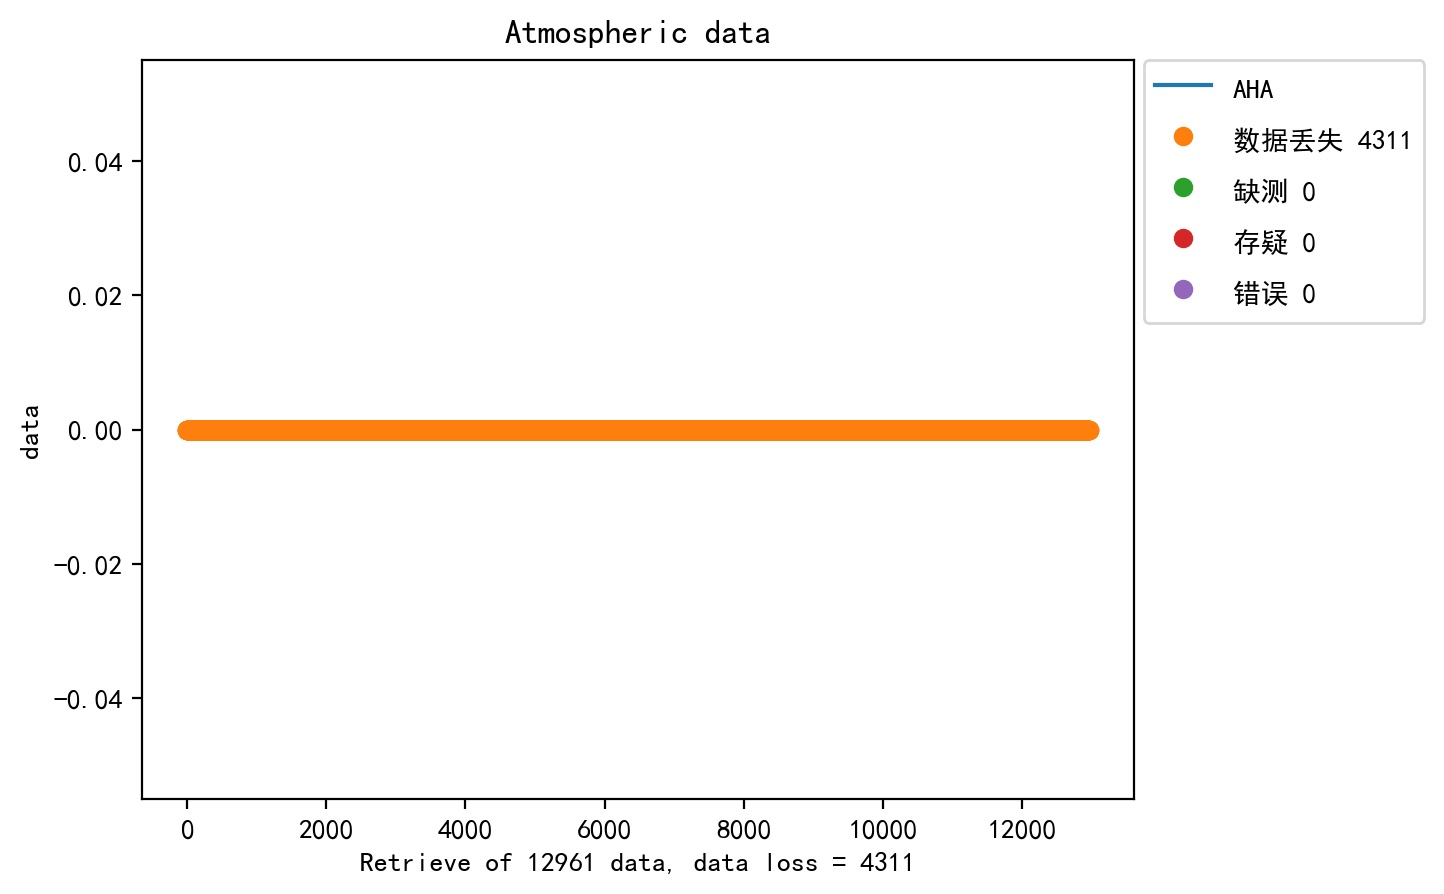 Atmospheric data
AHA
数据丢失 4311
缺测 0
存疑 0
错误 0
data
0.04
0.02
0.00
-0.02
-0.04
0 2000 4000 6000 8000 10000 12000
Retrieve of 12961 data, data loss = 4311